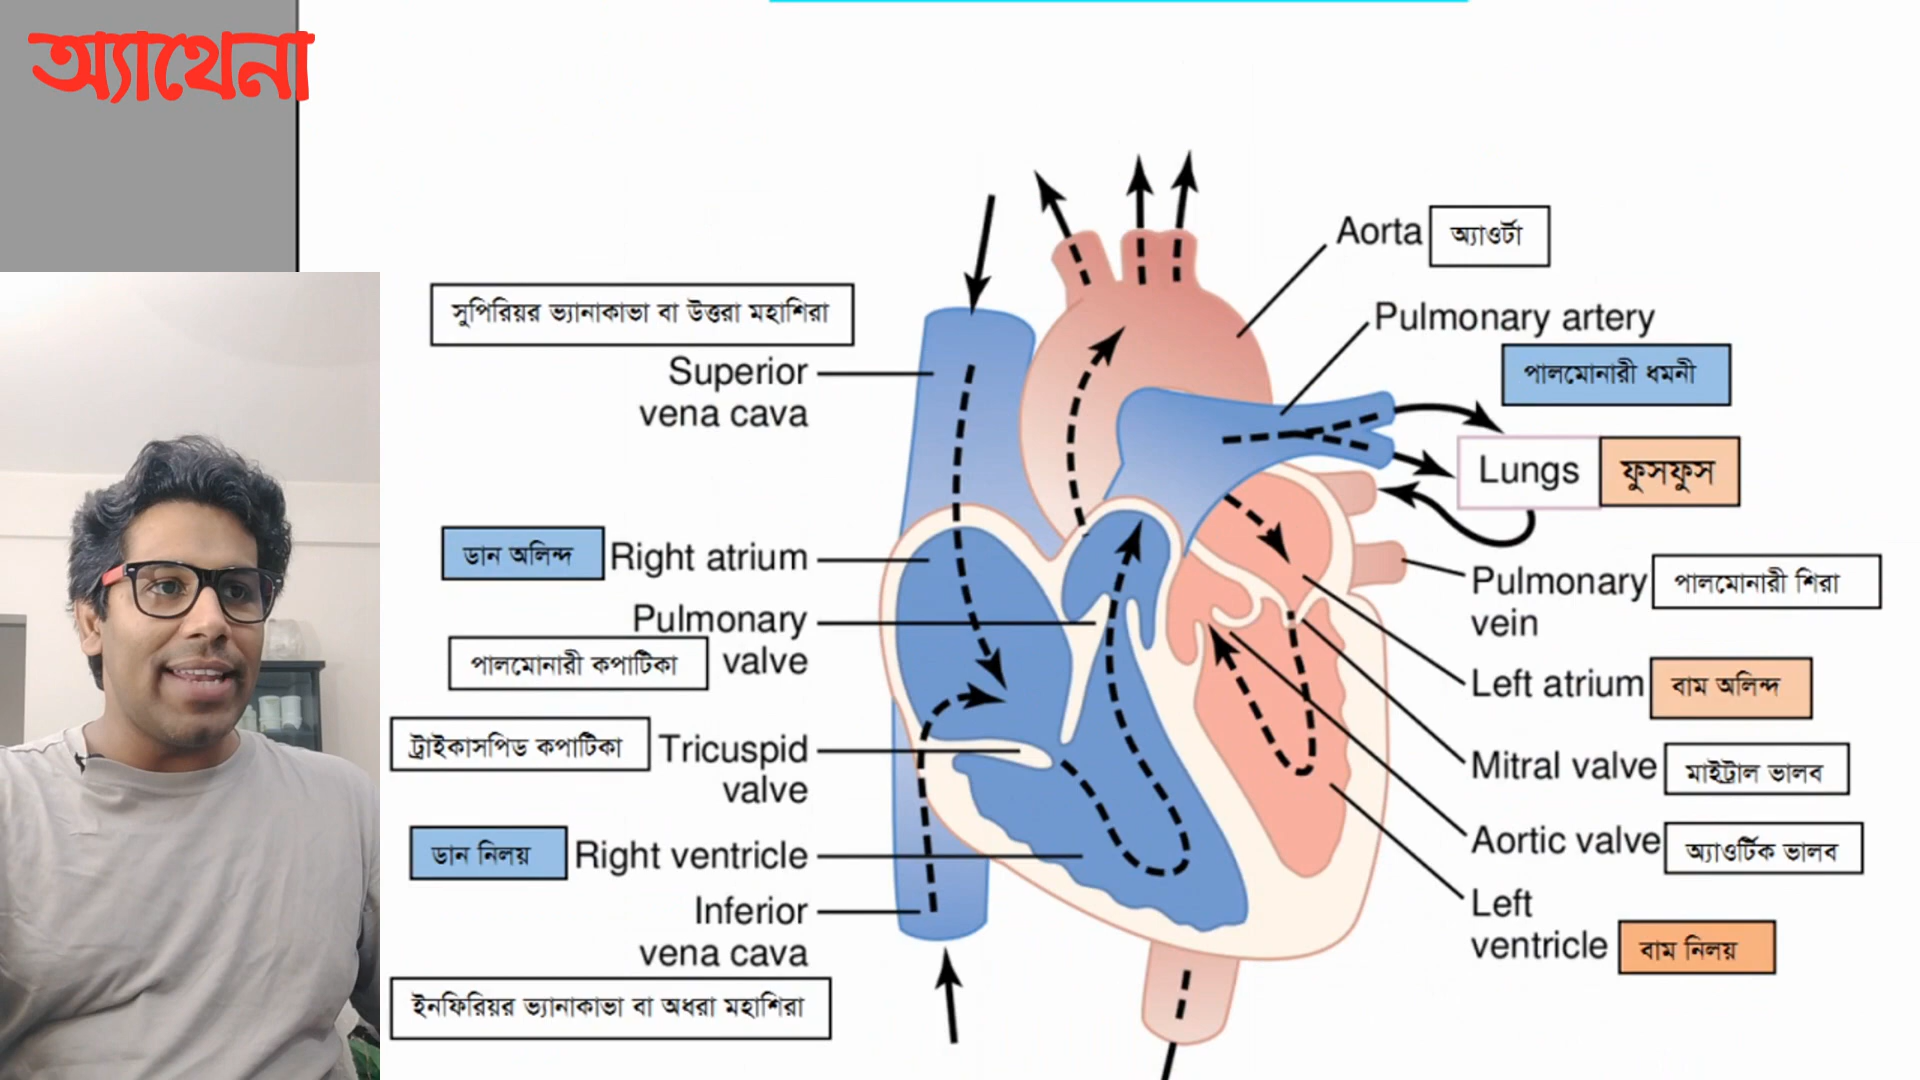 অ্যাথেনা
Aorta
অ্যাওর্টা
সুপিরিয়র ভ্যানাকাভা বা উত্তরা মহাশিরা
Superior
vena cava
Pulmonary artery
পালমোনারী ধমনী
Lungs
ফুসফুস
ডান অলিন্দ
Right atrium
Pulmonary
valve
পালমোনারী কপাটিকা
Pulmonary
vein
পালমোনারী শিরা
Left atrium
বাম অলিন্দ
ট্রাইকাসপিড কপাটিকা
Tricuspid
valve
Mitral valve
মাইট্রাল ভালব
ডান নিলয়
Right ventricle
Aortic valve
অ্যাওর্টিক ভালব
Inferior
vena cava
Left
ventricle
বাম নিলয়
ইনফিরিয়র ভ্যানাকাভা বা অধরা মহাশিরা